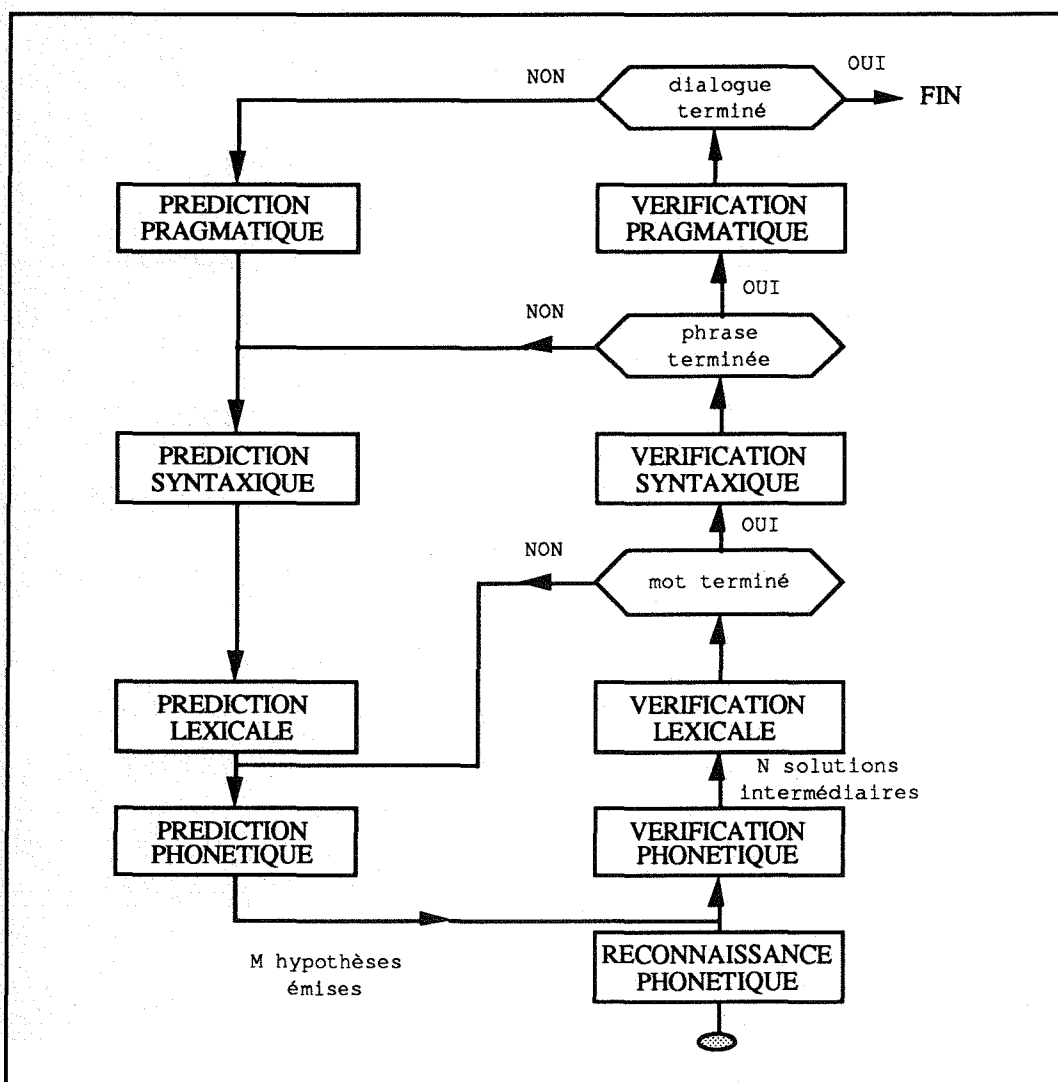 OUI
NON
dialogue
terminé
FIN
PREDICTION
PRAGMATIQUE
VERIFICATION
PRAGMATIQUE
OUI
NON
phrase
terminée
PREDICTION
SYNTAXIQUE
VERIFICATION
SYNTAXIQUE
OUI
NON
mot terminé
PREDICTION
LEXICALE
VERIFICATION
LEXICALE
N solutions
intermédiaires
PREDICTION
PHONETIQUE
VERIFICATION
PHONETIQUE
M hypothèses
émises
RECONNAISSANCE
PHONETIQUE